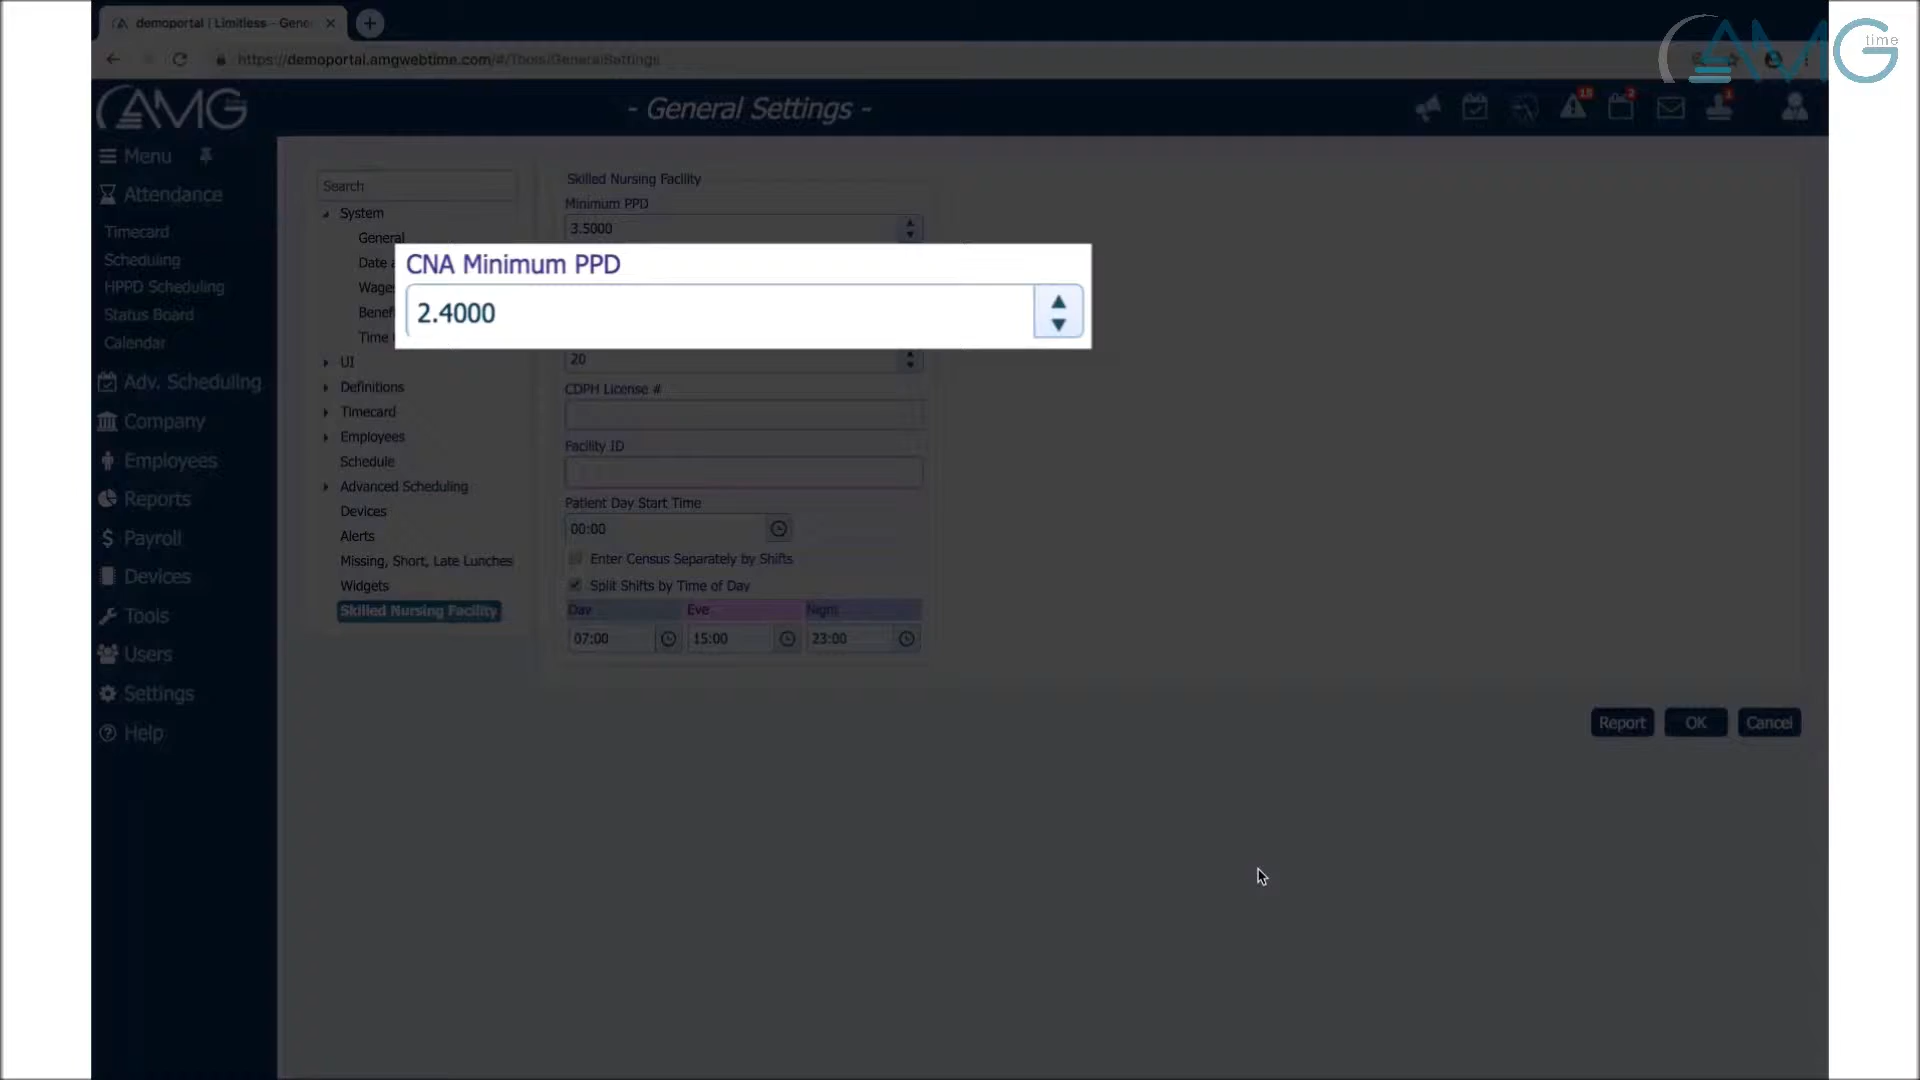 demoportal | Limitless - Gene
https://demoportal.amgwebtime.com/#/Tools/GeneralSettings
AMG time
AMG
- General Settings -
15
2
1
Menu
Attendance
Timecard
Scheduling
HPPD Scheduling
Status Board
Calendar
Adv. Scheduling
Company
Employees
Reports
Payroll
Devices
Tools
Users
Settings
Help
Search
System
General
Date
Wages
Benef
Time
UI
Definitions
Timecard
Employees
Schedule
Advanced Scheduling
Devices
Alerts
Missing, Short, Late Lunches
Widgets
Skilled Nursing Facility
Skilled Nursing Facility
Minimum PPD
3.5000
CNA Minimum PPD
2.4000
20
CDPH License #
Facility ID
Patient Day Start Time
00:00
Enter Census Separately by Shifts
Split Shifts by Time of Day
Day Eve Night
07:00 15:00 23:00
Report OK Cancel